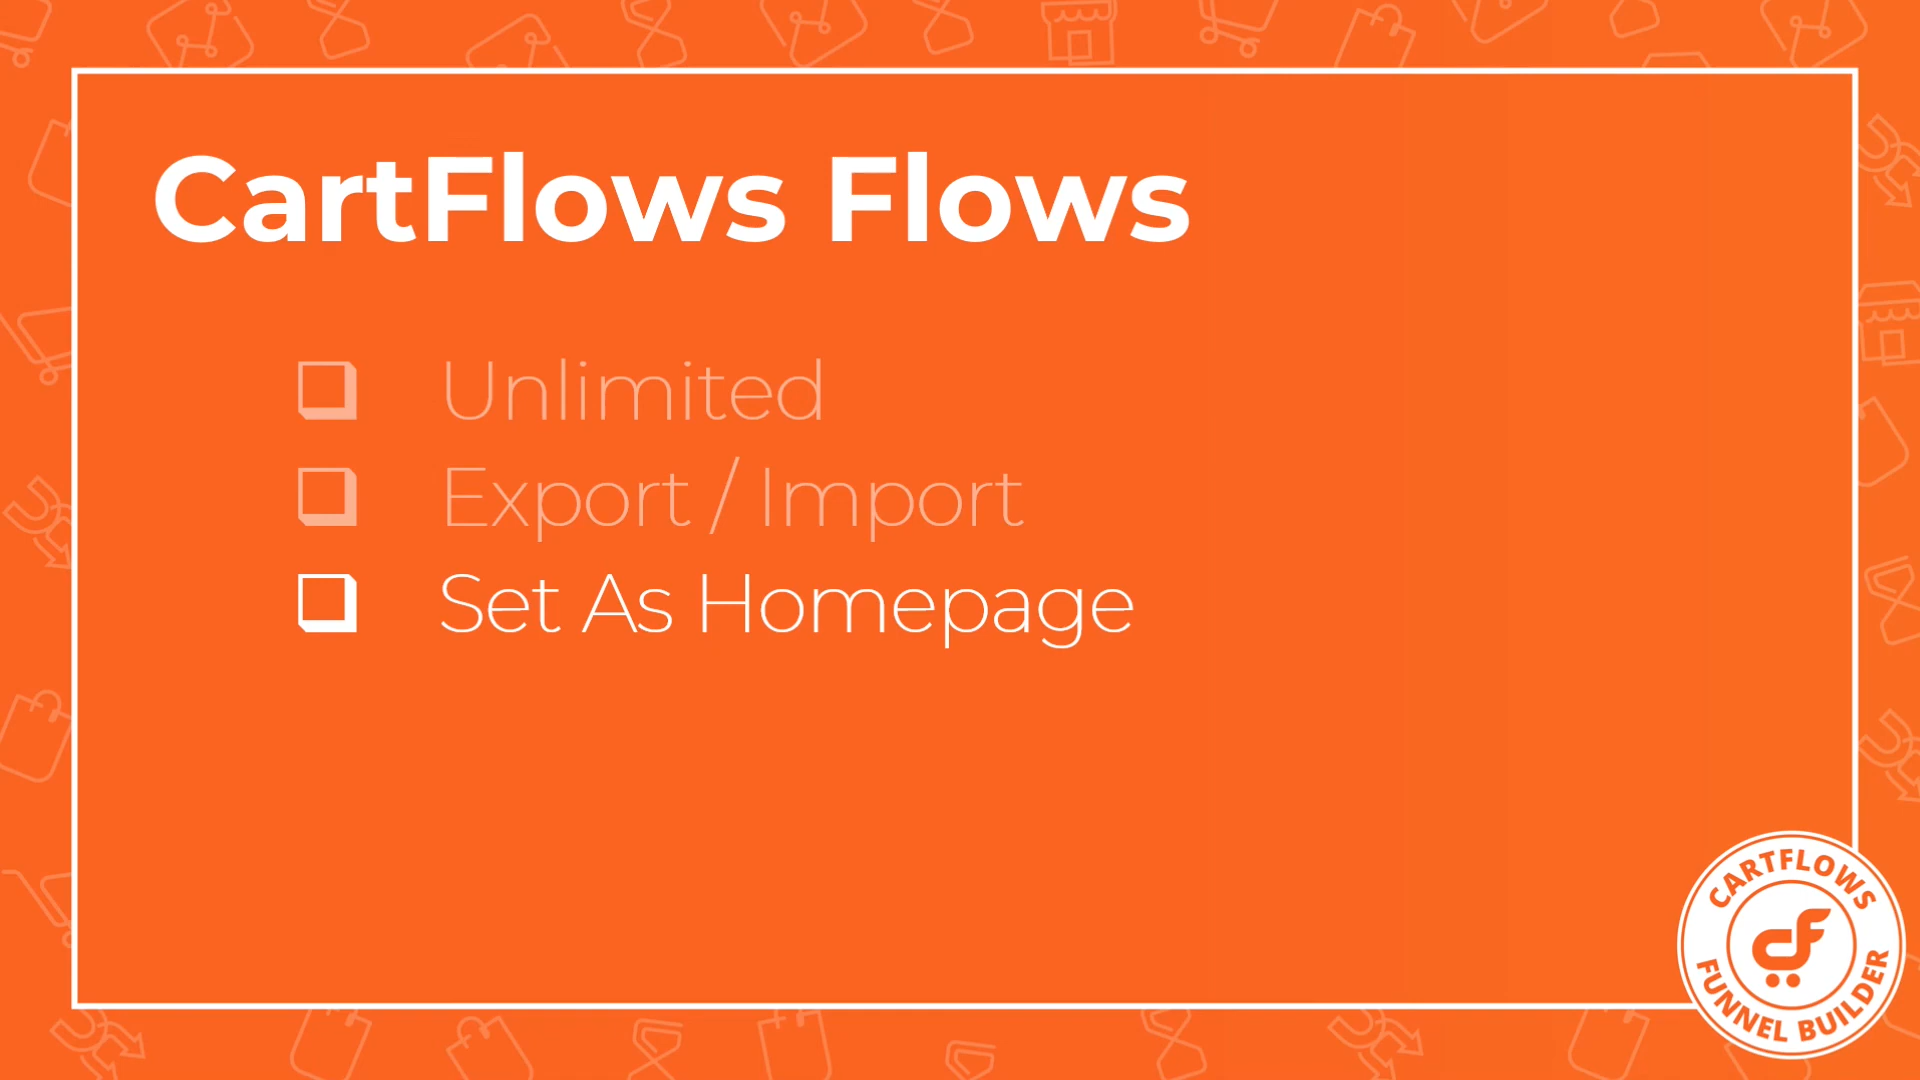 CartFlows Flows
❑ Unlimited
❑ Export / Import
❑ Set As Homepage
CARTFLOWS
FUNNEL BUILDER